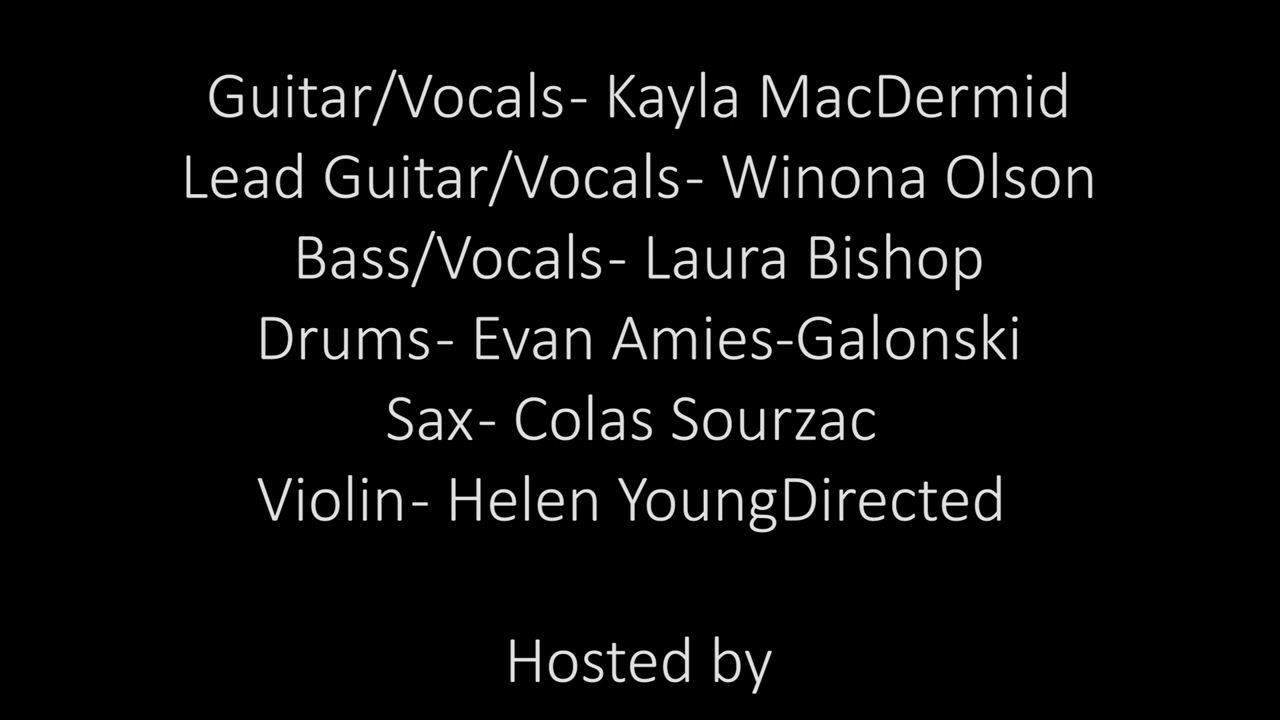 Guitar/Vocals- Kayla MacDermid
Lead Guitar/Vocals- Winona Olson
Bass/Vocals- Laura Bishop
Drums- Evan Amies-Galonski
Sax- Colas Sourzac
Violin- Helen YoungDirected
Hosted by